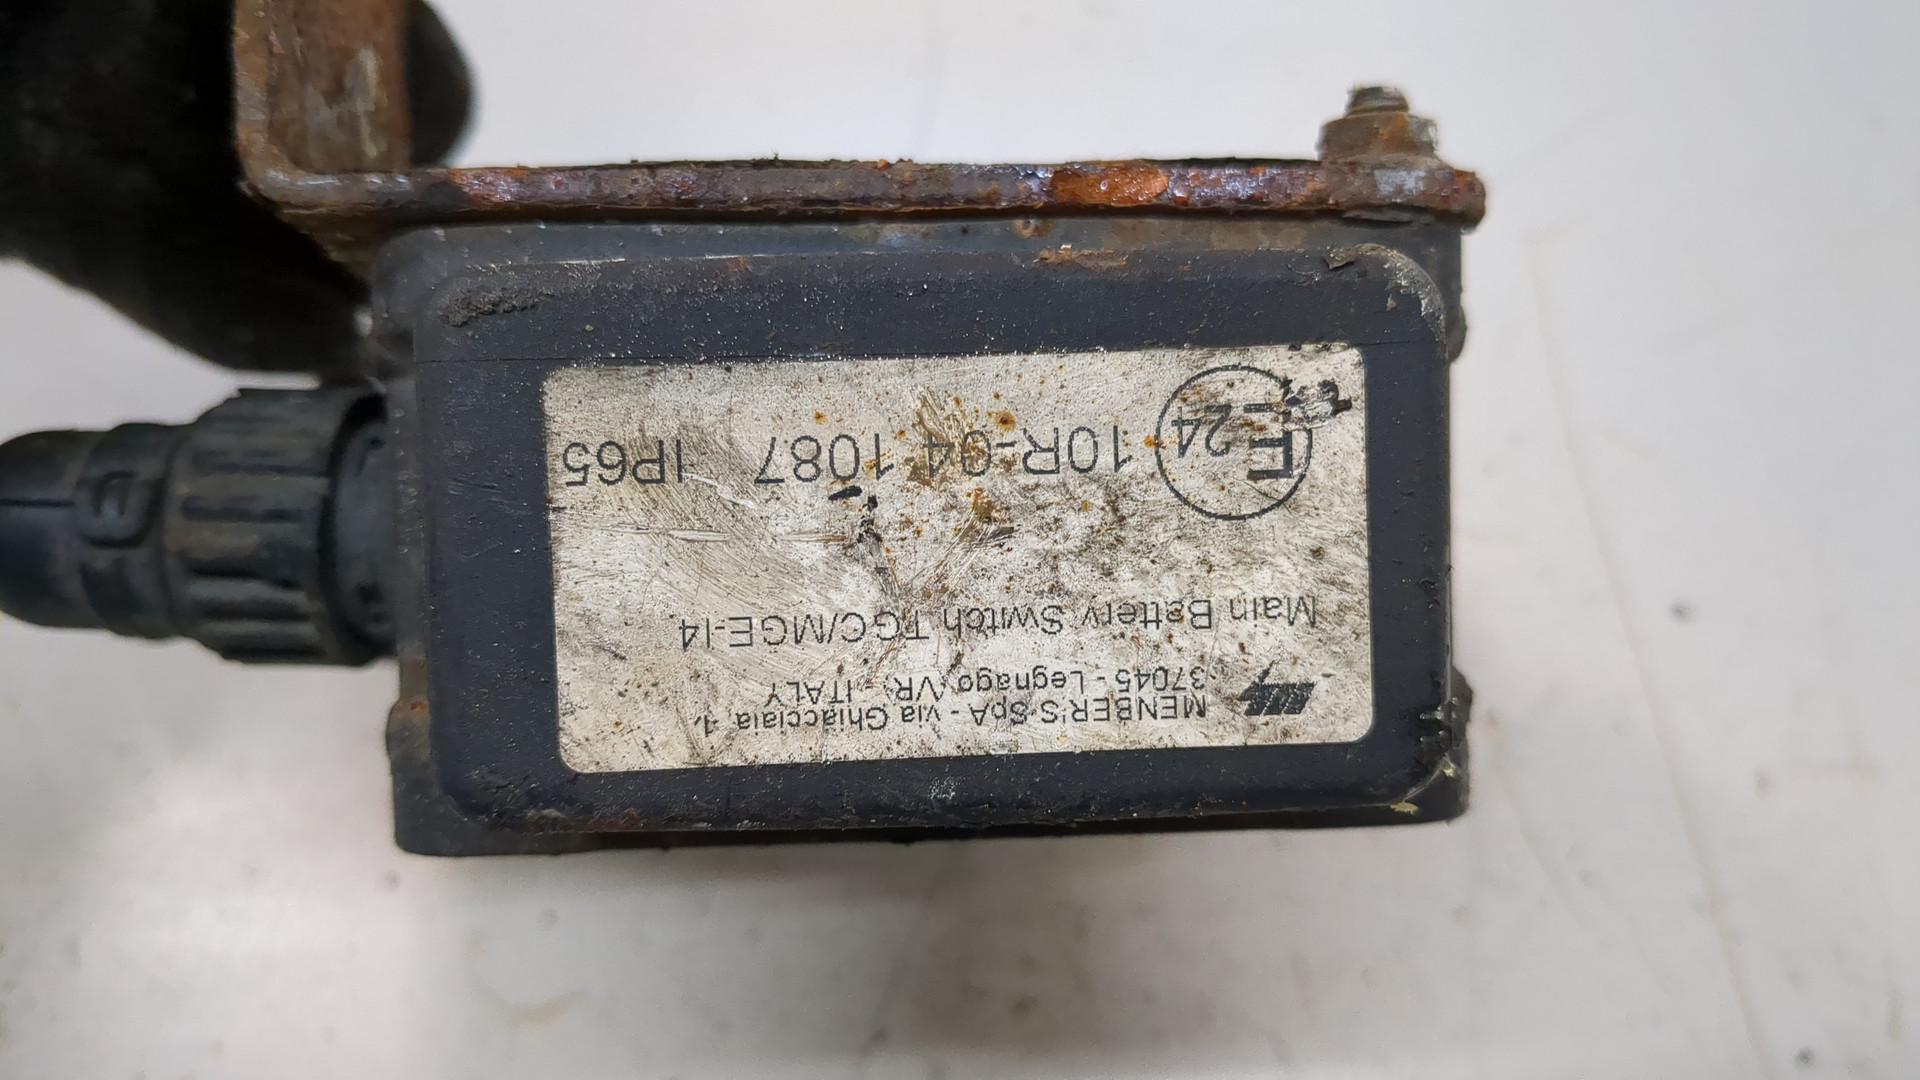 MENBER'S SpA - via Ghiacciaia, 1,
37045 - Legnago (VR) - ITALY
Main Battery Switch TGC/MGE-I4
E24 10R-04 1087 IP65